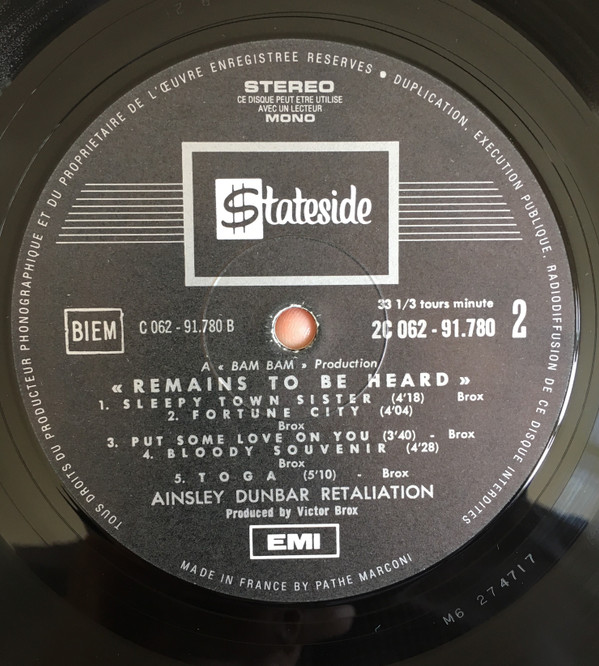 TOUS DROITS DU PRODUCTEUR PHONOGRAPHIQUE ET DU PROPRIETAIRE DE L'ŒUVRE ENREGISTREE RESERVES ● DUPLICATION, EXECUTION PUBLIQUE, RADIODIFFUSION DE CE DISQUE INTERDITES
STEREO
CE DISQUE PEUT ETRE UTILISE
AVEC UN LECTEUR
MONO
$tateside
33 1/3 tours minute
BIEM C 062 - 91.780 B 2C 062 - 91.780 2
A « BAM BAM » Production
« REMAINS TO BE HEARD »
1. SLEEPY TOWN SISTER (4'18) Brox
2. FORTUNE CITY (4'04)
Brox
3. PUT SOME LOVE ON YOU (3'40) - Brox
4. BLOODY SOUVENIR (4'28)
Brox
5. TOGA (5'10) - Brox
AINSLEY DUNBAR RETALIATION
Produced by Victor Brox
EMI
MADE IN FRANCE BY PATHE MARCONI
M6 274717